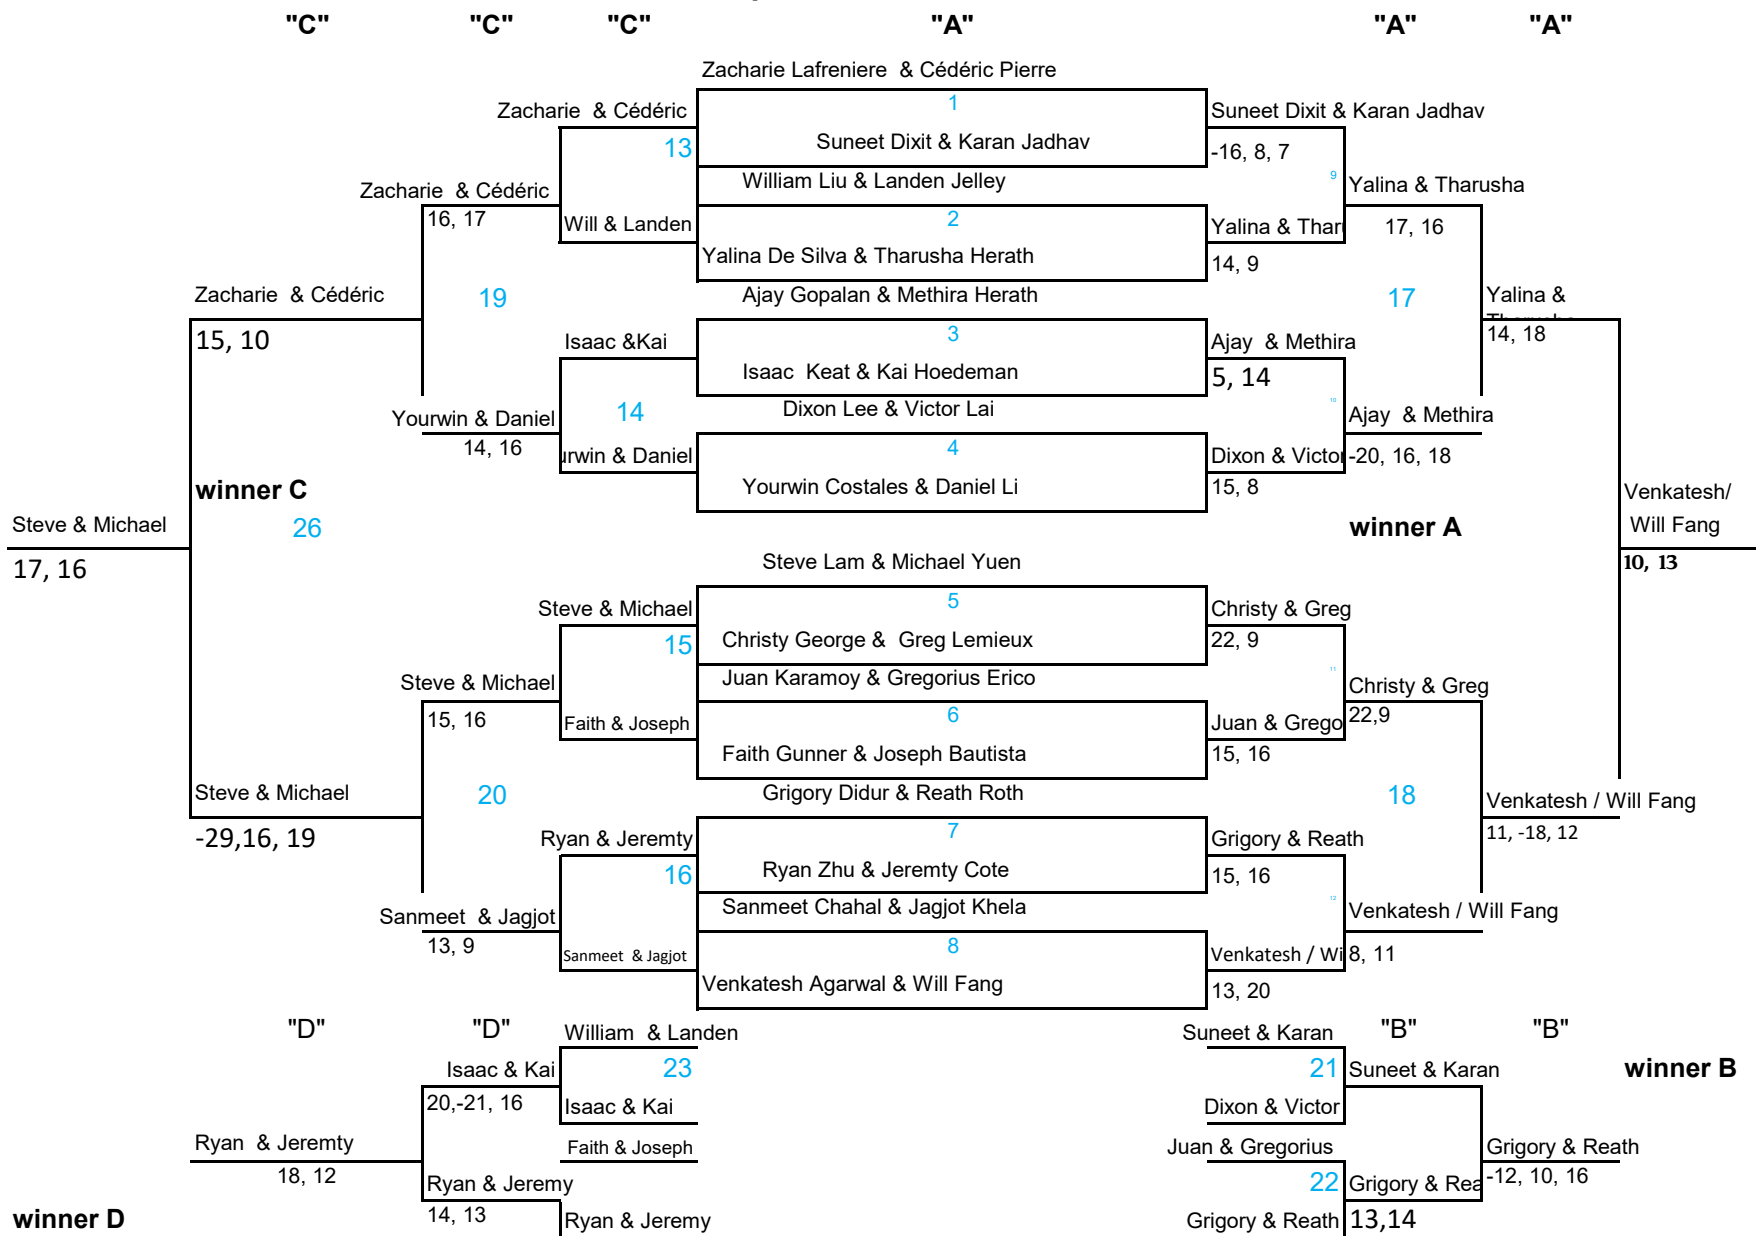 "C" "C" "C" "A" "A" "A"
Zacharie Lafreniere & Cédéric Pierre
Zacharie & Cédéric 1 Suneet Dixit & Karan Jadhav
13 Suneet Dixit & Karan Jadhav -16, 8, 7
William Liu & Landen Jelley 9
Zacharie & Cédéric Yalina & Tharusha
16, 17 Will & Landen 2 Yalina & Thar 17, 16
Yalina De Silva & Tharusha Herath 14, 9
Zacharie & Cédéric 19 Ajay Gopalan & Methira Herath 17 Yalina &
15, 10 Isaac &Kai 3 Ajay & Methira 14, 18
Isaac Keat & Kai Hoedeman 5, 14
14 Dixon Lee & Victor Lai 10
Yourwin & Daniel Ajay & Methira
14, 16 urwin & Daniel 4 Dixon & Victor -20, 16, 18
winner C Yourwin Costales & Daniel Li 15, 8 Venkatesh/
Steve & Michael 26 winner A Will Fang
17, 16 Steve Lam & Michael Yuen 10, 13
Steve & Michael 5 Christy & Greg
15 Christy George & Greg Lemieux 22, 9
Juan Karamoy & Gregorius Erico 11
Steve & Michael Christy & Greg
15, 16 Faith & Joseph 6 Juan & Grego 22,9
Faith Gunner & Joseph Bautista 15, 16
Steve & Michael 20 Grigory Didur & Reath Roth 18 Venkatesh / Will Fang
-29,16, 19 Ryan & Jeremty 7 Grigory & Reath 11, -18, 12
16 Ryan Zhu & Jeremty Cote 15, 16
Sanmeet Chahal & Jagjot Khela 12
Sanmeet & Jagjot Venkatesh / Will Fang
13, 9 Sanmeet & Jagjot 8 Venkatesh / Wi 8, 11
Venkatesh Agarwal & Will Fang 13, 20
"D" "D" William & Landen Suneet & Karan "B" "B"
Isaac & Kai 23 21 Suneet & Karan winner B
20,-21, 16 Isaac & Kai Dixon & Victor
Ryan & Jeremty Faith & Joseph Juan & Gregorius Grigory & Reath
18, 12 Ryan & Jeremy 22 Grigory & Rea -12, 10, 16
winner D 14, 13 Ryan & Jeremy Grigory & Reath 13,14